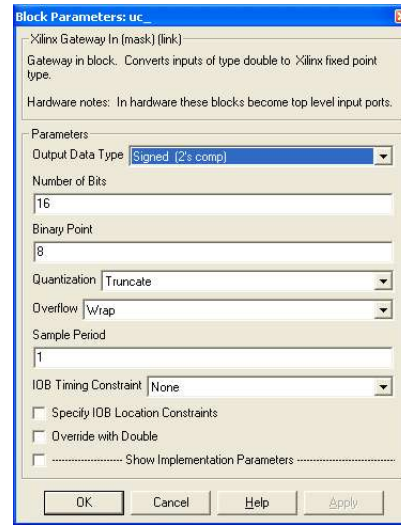 Block Parameters: uc_
Xilinx Gateway In (mask) (link)
Gateway in block. Converts inputs of type double to Xilinx fixed point
type.
Hardware notes: In hardware these blocks become top level input ports.
Parameters
Output Data Type Signed (2's comp)
Number of Bits
16
Binary Point
8
Quantization Truncate
Overflow Wrap
Sample Period
1
IOB Timing Constraint None
Specify IOB Location Constraints
Override with Double
-------------------- Show Implementation Parameters --------------------
OK Cancel Help Apply